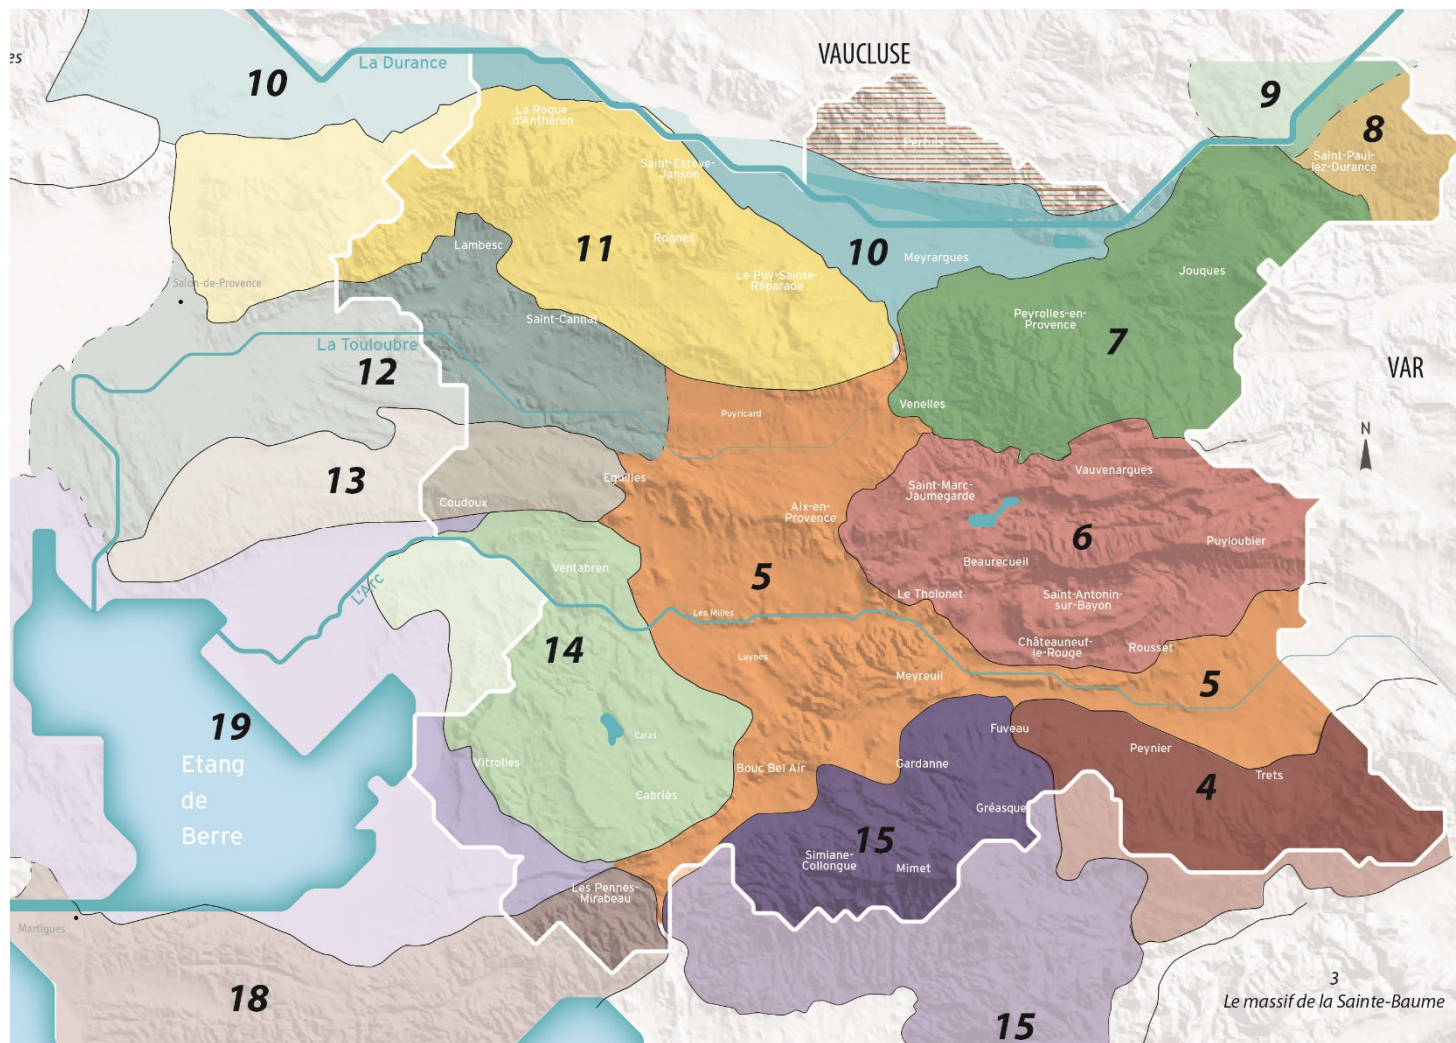 es
VAUCLUSE
La Durance
10
9
8
La Roque
d'Anthéron
Pertuis
Saint-Estève-
Janson
Saint-Paul-
lez-Durance
Rognes
11
Lambesc
10
Meyrargues
Jouques
Le Puy-Sainte-
Réparade
Salon-de-Provence
Saint-Cannat
Peyrolles-en-
Provence
7
La Touloubre
12
VAR
Venelles
Puyricard
N
13
Equilles
Coudoux
Vauvenargues
Saint-Marc-
Jaumegarde
Aix-en-
Provence
6
Puyloubier
Beaurecueil
Ventabren
5
L'Arc
Le Tholonet
Saint-Antonin-
sur-Bayon
Les Milles
Châteauneuf-
le-Rouge
Rousset
14
Luynes
Meyreuil
5
19
Etang
de
Berre
Calas
Fuveau
Peynier
Vitrolles
Bouc Bel Air
Gardanne
Trets
4
Cabriès
Gréasque
15
Simiane-
Collongue
Mimet
Les Pennes-
Mirabeau
Martigues
18
3
Le massif de la Sainte-Baume
15